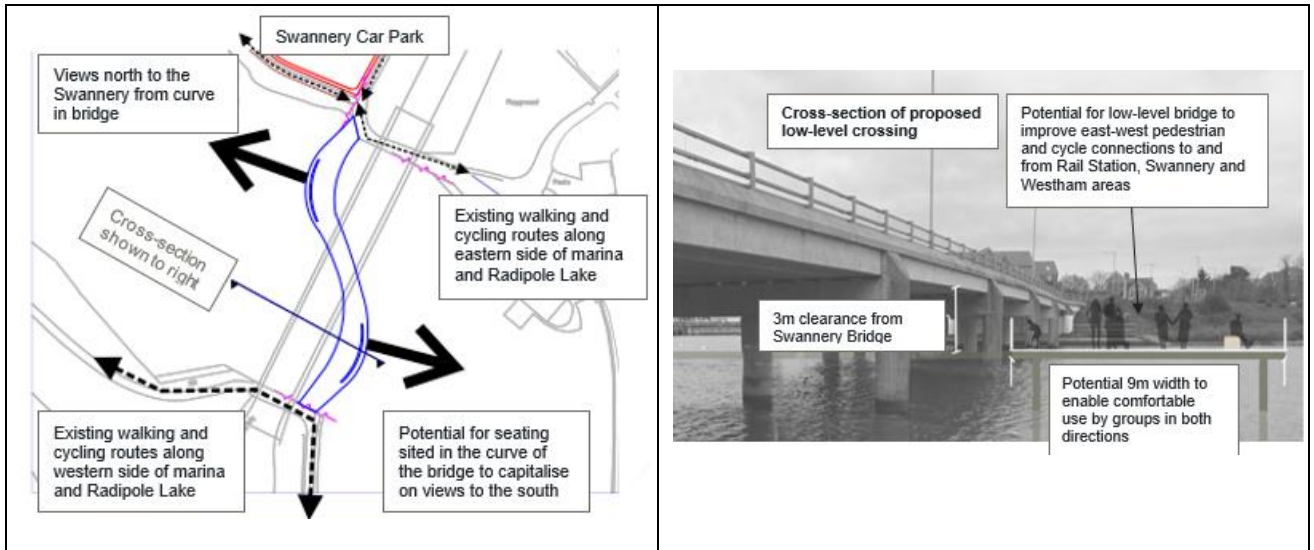 Swannery Car Park
Views north to the
Swannery from curve
in bridge
Playground
Cross-section
shown to right
Existing walking and
cycling routes along
eastern side of marina
and Radipole Lake
Existing walking and
cycling routes along
western side of marina
and Radipole Lake
Potential for seating
sited in the curve of
the bridge to capitalise
on views to the south
Cross-section of proposed
low-level crossing
Potential for low-level bridge to
improve east-west pedestrian
and cycle connections to and
from Rail Station, Swannery and
Westham areas
3m clearance from
Swannery Bridge
Potential 9m width to
enable comfortable
use by groups in both
directions